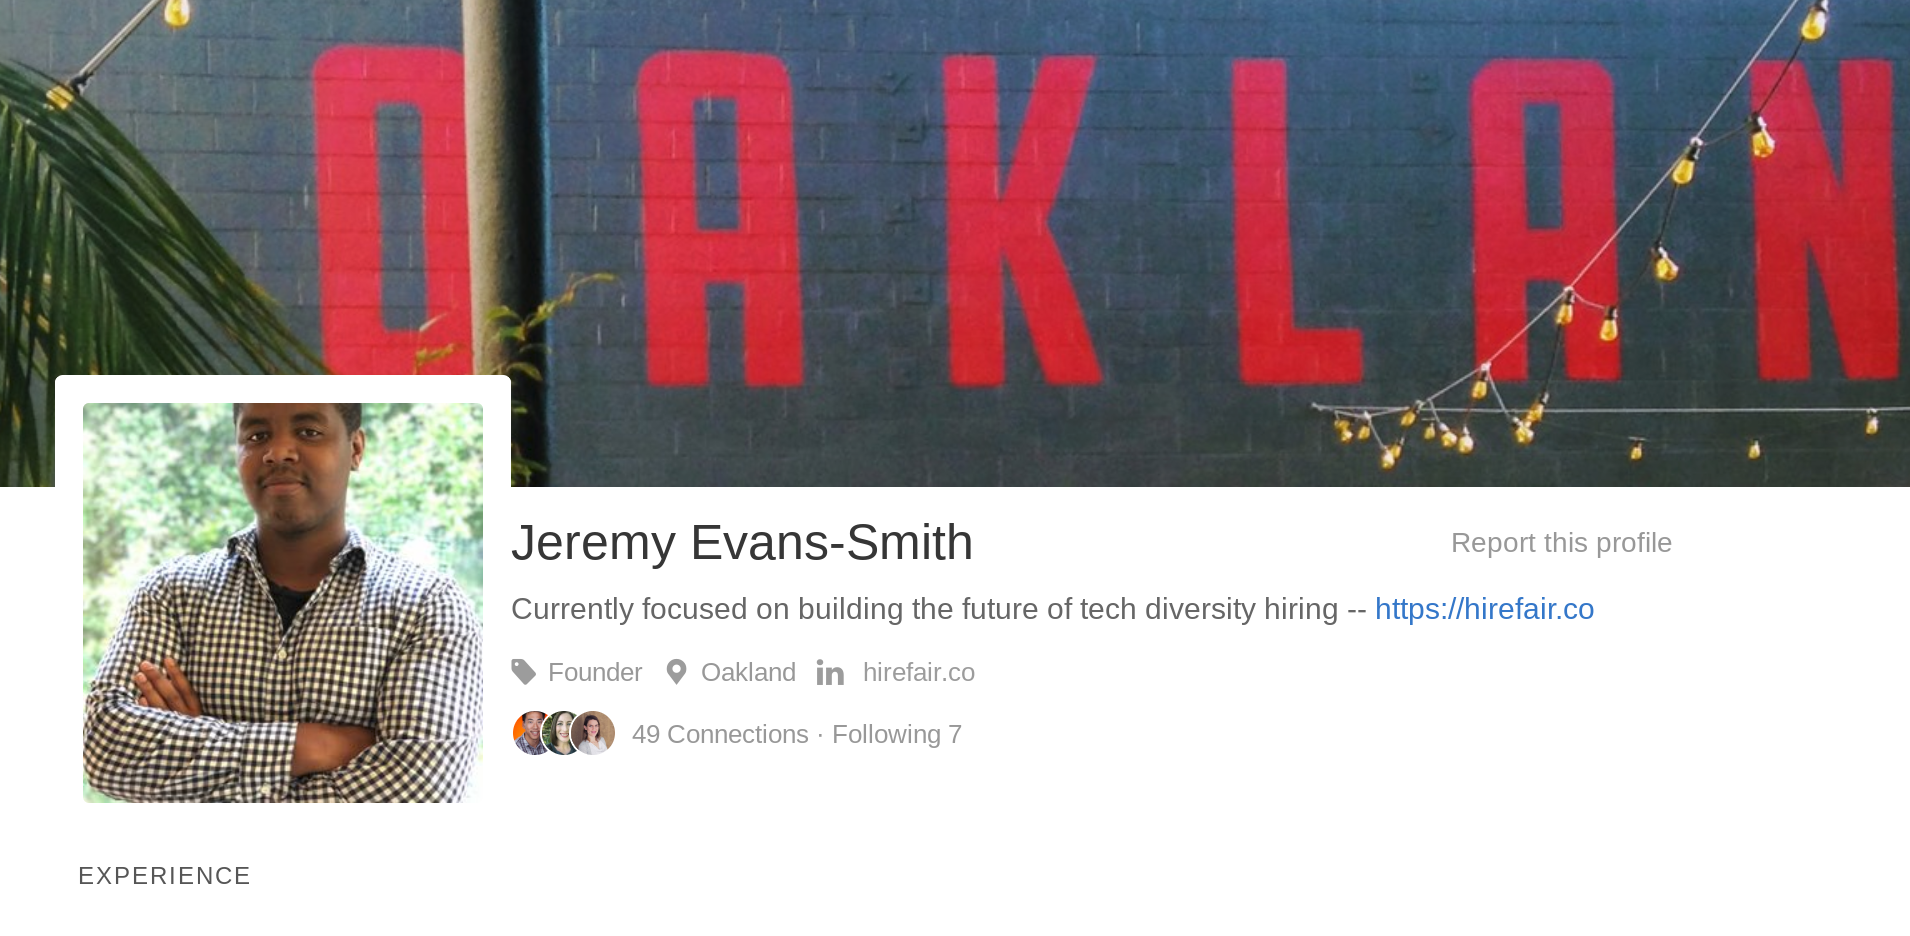 OAKLAN
Jeremy Evans-Smith
Report this profile
Currently focused on building the future of tech diversity hiring -- https://hirefair.co
Founder Oakland in hirefair.co
49 Connections · Following 7
EXPERIENCE